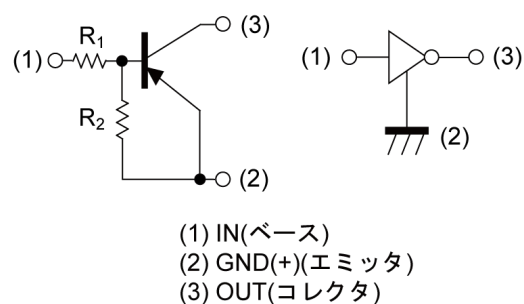 (3)
R1
(1)
R2
(2)
(1)
(3)
(2)
(1) IN(ベース)
(2) GND(+)(エミッタ)
(3) OUT(コレクタ)